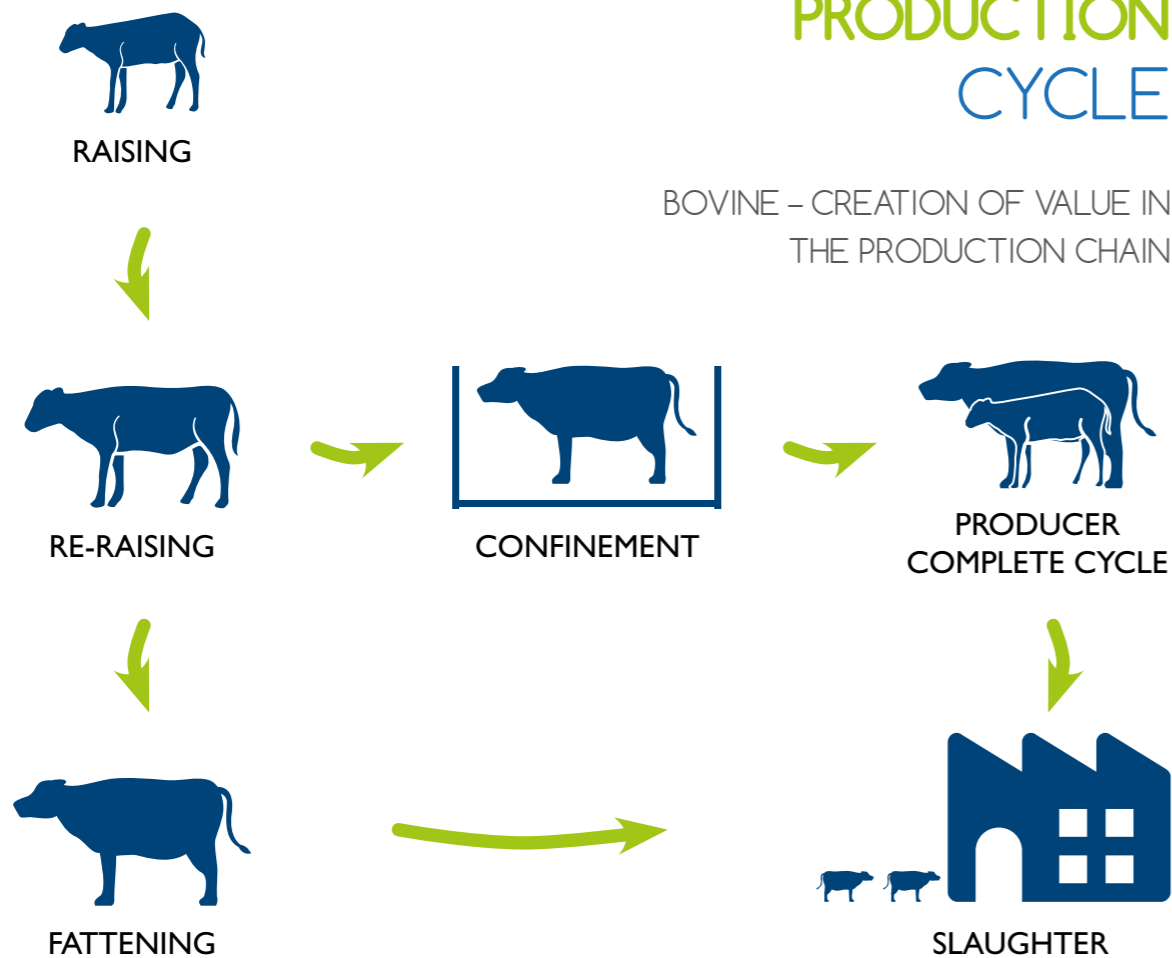 PRODUCTION
CYCLE
BOVINE – CREATION OF VALUE IN
THE PRODUCTION CHAIN
RAISING
RE-RAISING
CONFINEMENT
PRODUCER
COMPLETE CYCLE
FATTENING
SLAUGHTER